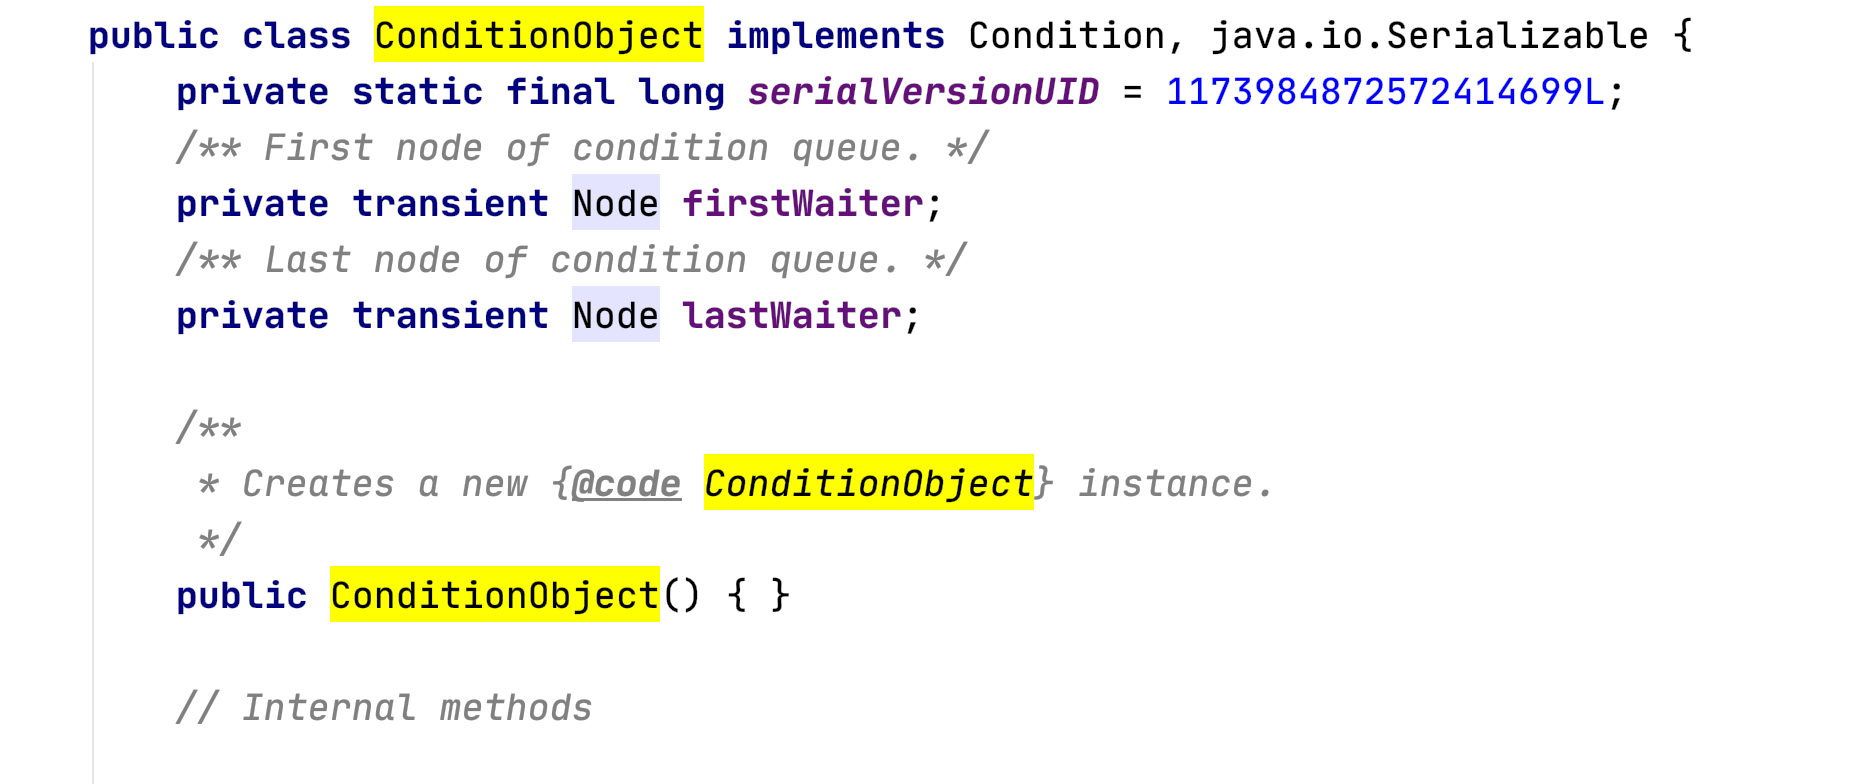 public class ConditionObject implements Condition, java.io.Serializable {
private static final long serialVersionUID = 1173984872572414699L;
/** First node of condition queue. */
private transient Node firstWaiter;
/** Last node of condition queue. */
private transient Node lastWaiter;
/**
* Creates a new {@code ConditionObject} instance.
*/
public ConditionObject() { }
// Internal methods